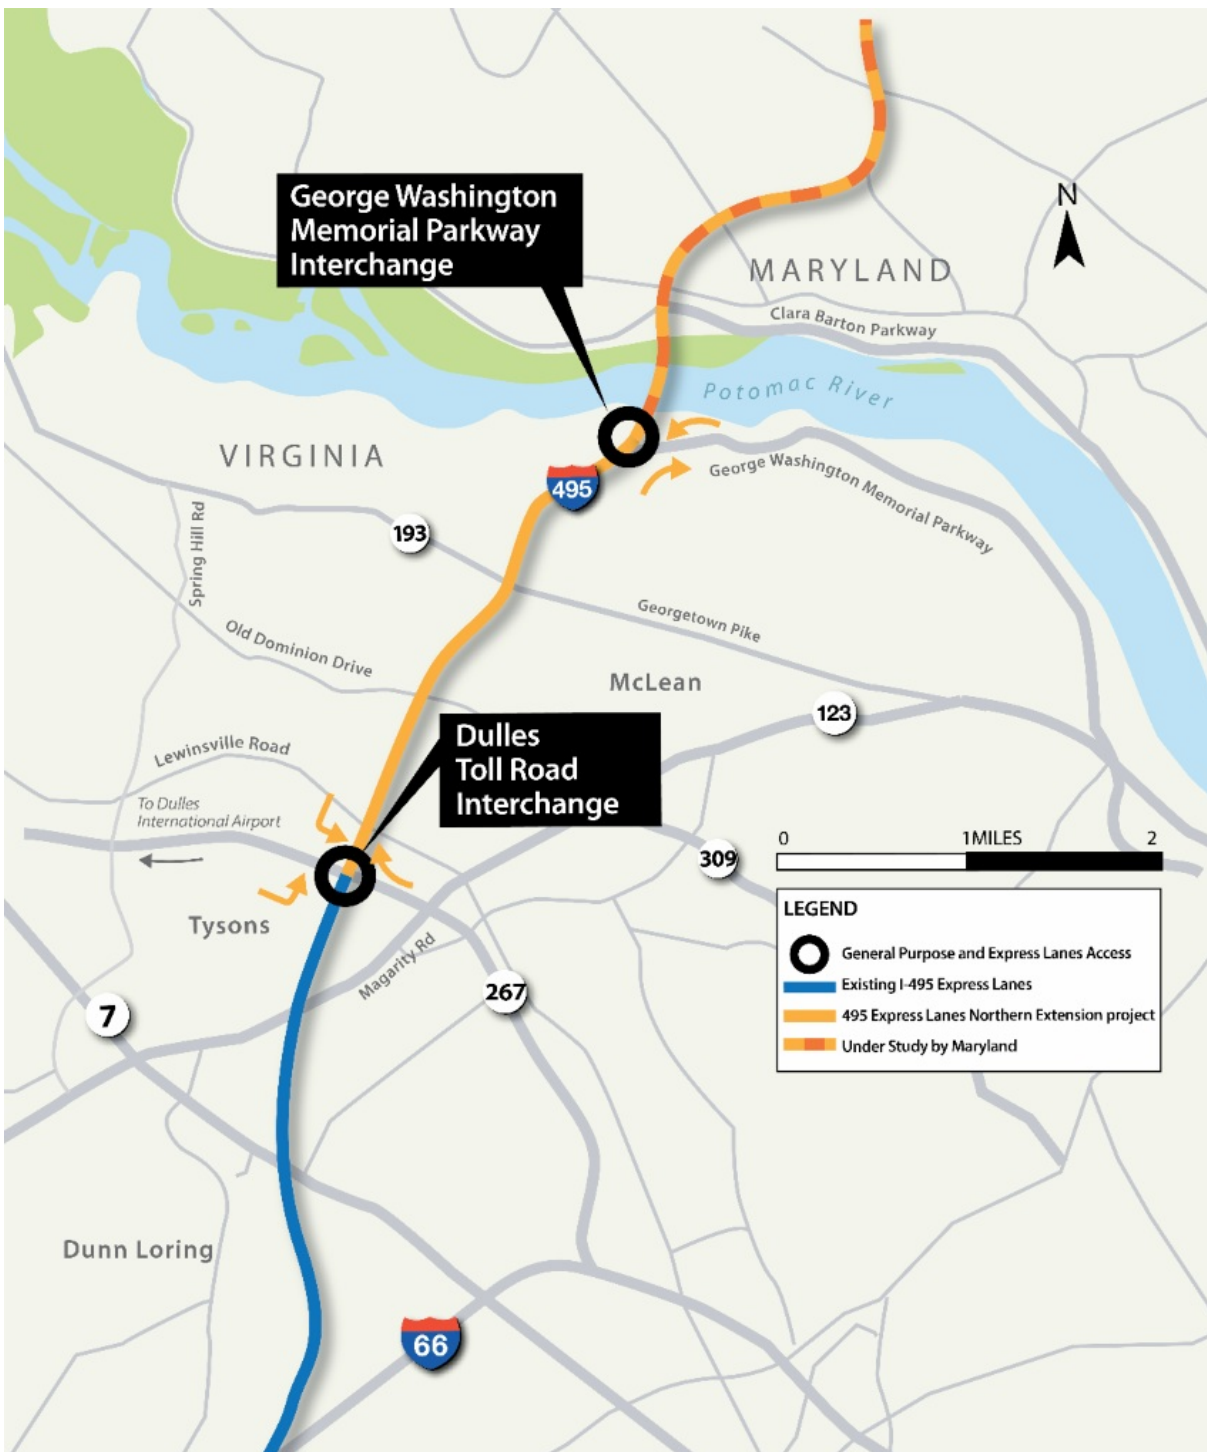 George Washington
Memorial Parkway
Interchange
N
MARYLAND
Clara Barton Parkway
Potomac River
VIRGINIA
George Washington Memorial Parkway
495
193
Spring Hill Rd
Georgetown Pike
Old Dominion Drive
McLean
123
Dulles
Toll Road
Interchange
Lewinsville Road
To Dulles
International Airport
0 1 MILES 2
309
Tysons
Magarity Rd
267
7
LEGEND
General Purpose and Express Lanes Access
Existing I-495 Express Lanes
495 Express Lanes Northern Extension project
Under Study by Maryland
Dunn Loring
66